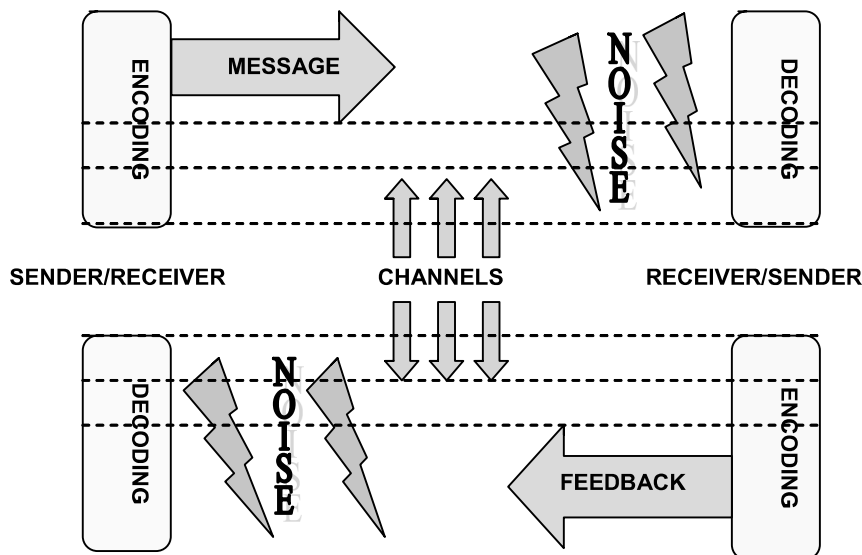 ENCODING
MESSAGE
NOISE
DECODING
SENDER/RECEIVER
CHANNELS
RECEIVER/SENDER
DECODING
NOISE
FEEDBACK
ENCODING